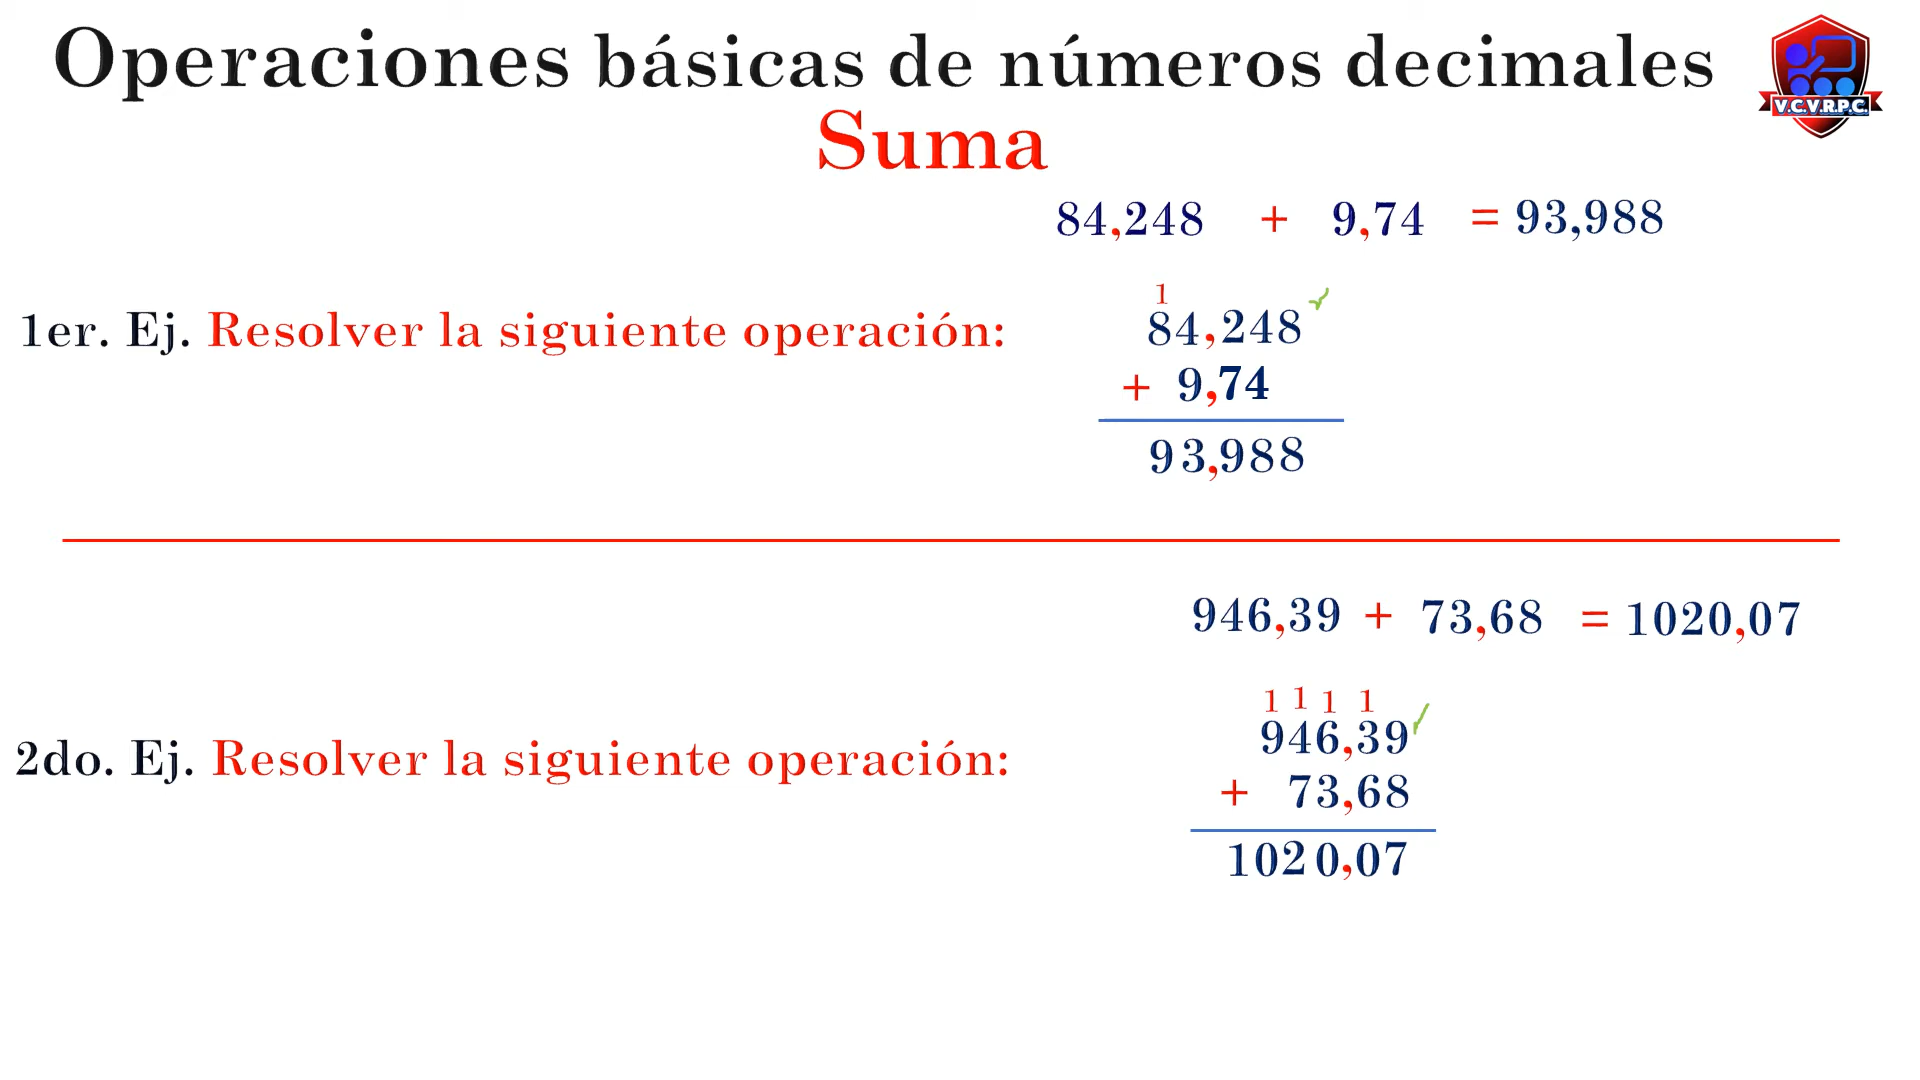 Operaciones básicas de números decimales
V.C.V.R.P.C.
Suma
84,248 + 9,74 = 93,988
1
1er. Ej. Resolver la siguiente operación: 84,248
+ 9,74
93,988
946,39 + 73,68 = 1020,07
1 1 1 1
946,39
2do. Ej. Resolver la siguiente operación:
+ 73,68
1020,07